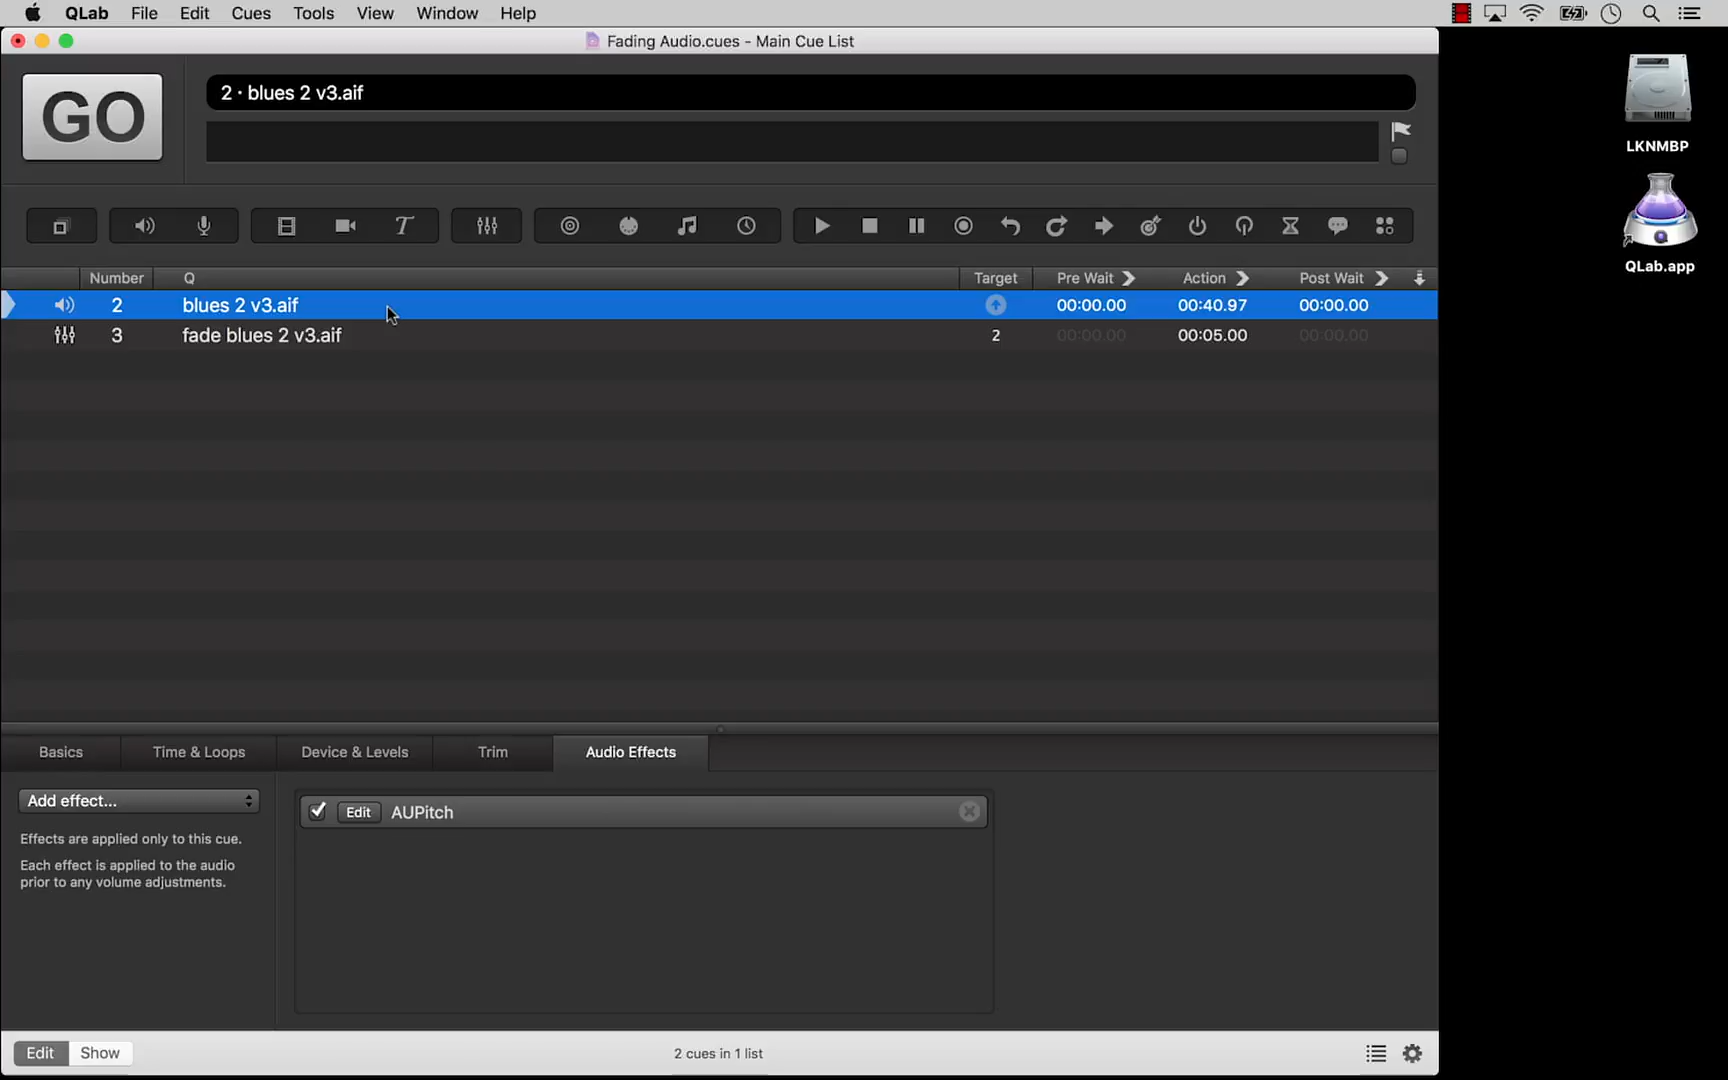 QLab File Edit Cues Tools View Window Help
Fading Audio.cues - Main Cue List
GO
2 · blues 2 v3.aif
LKNMBP
QLab.app
Number Q Target Pre Wait Action Post Wait
2 blues 2 v3.aif 00:00.00 00:40.97 00:00.00
3 fade blues 2 v3.aif 2 00:00.00 00:05.00 00:00.00
Basics Time & Loops Device & Levels Trim Audio Effects
Add effect...
Edit AUPitch
Effects are applied only to this cue.
Each effect is applied to the audio
prior to any volume adjustments.
Edit Show 2 cues in 1 list